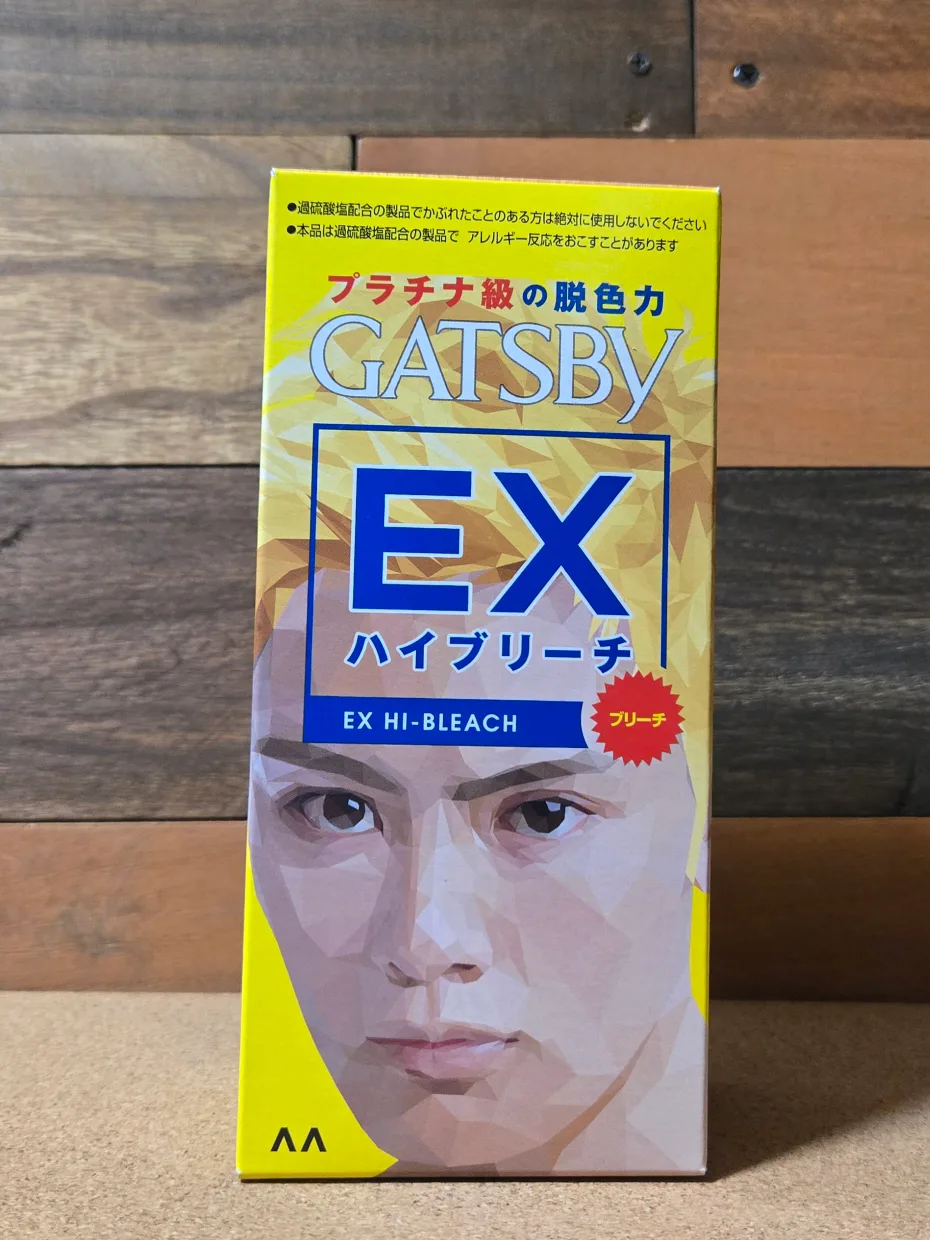 ●過硫酸塩配合の製品でかぶれたことのある方は絶対に使用しないでください
●本品は過硫酸塩配合の製品で アレルギー反応をおこすことがあります
プラチナ級の脱色力
GATSBY
EX
ハイブリーチ
EX HI-BLEACH
ブリーチ